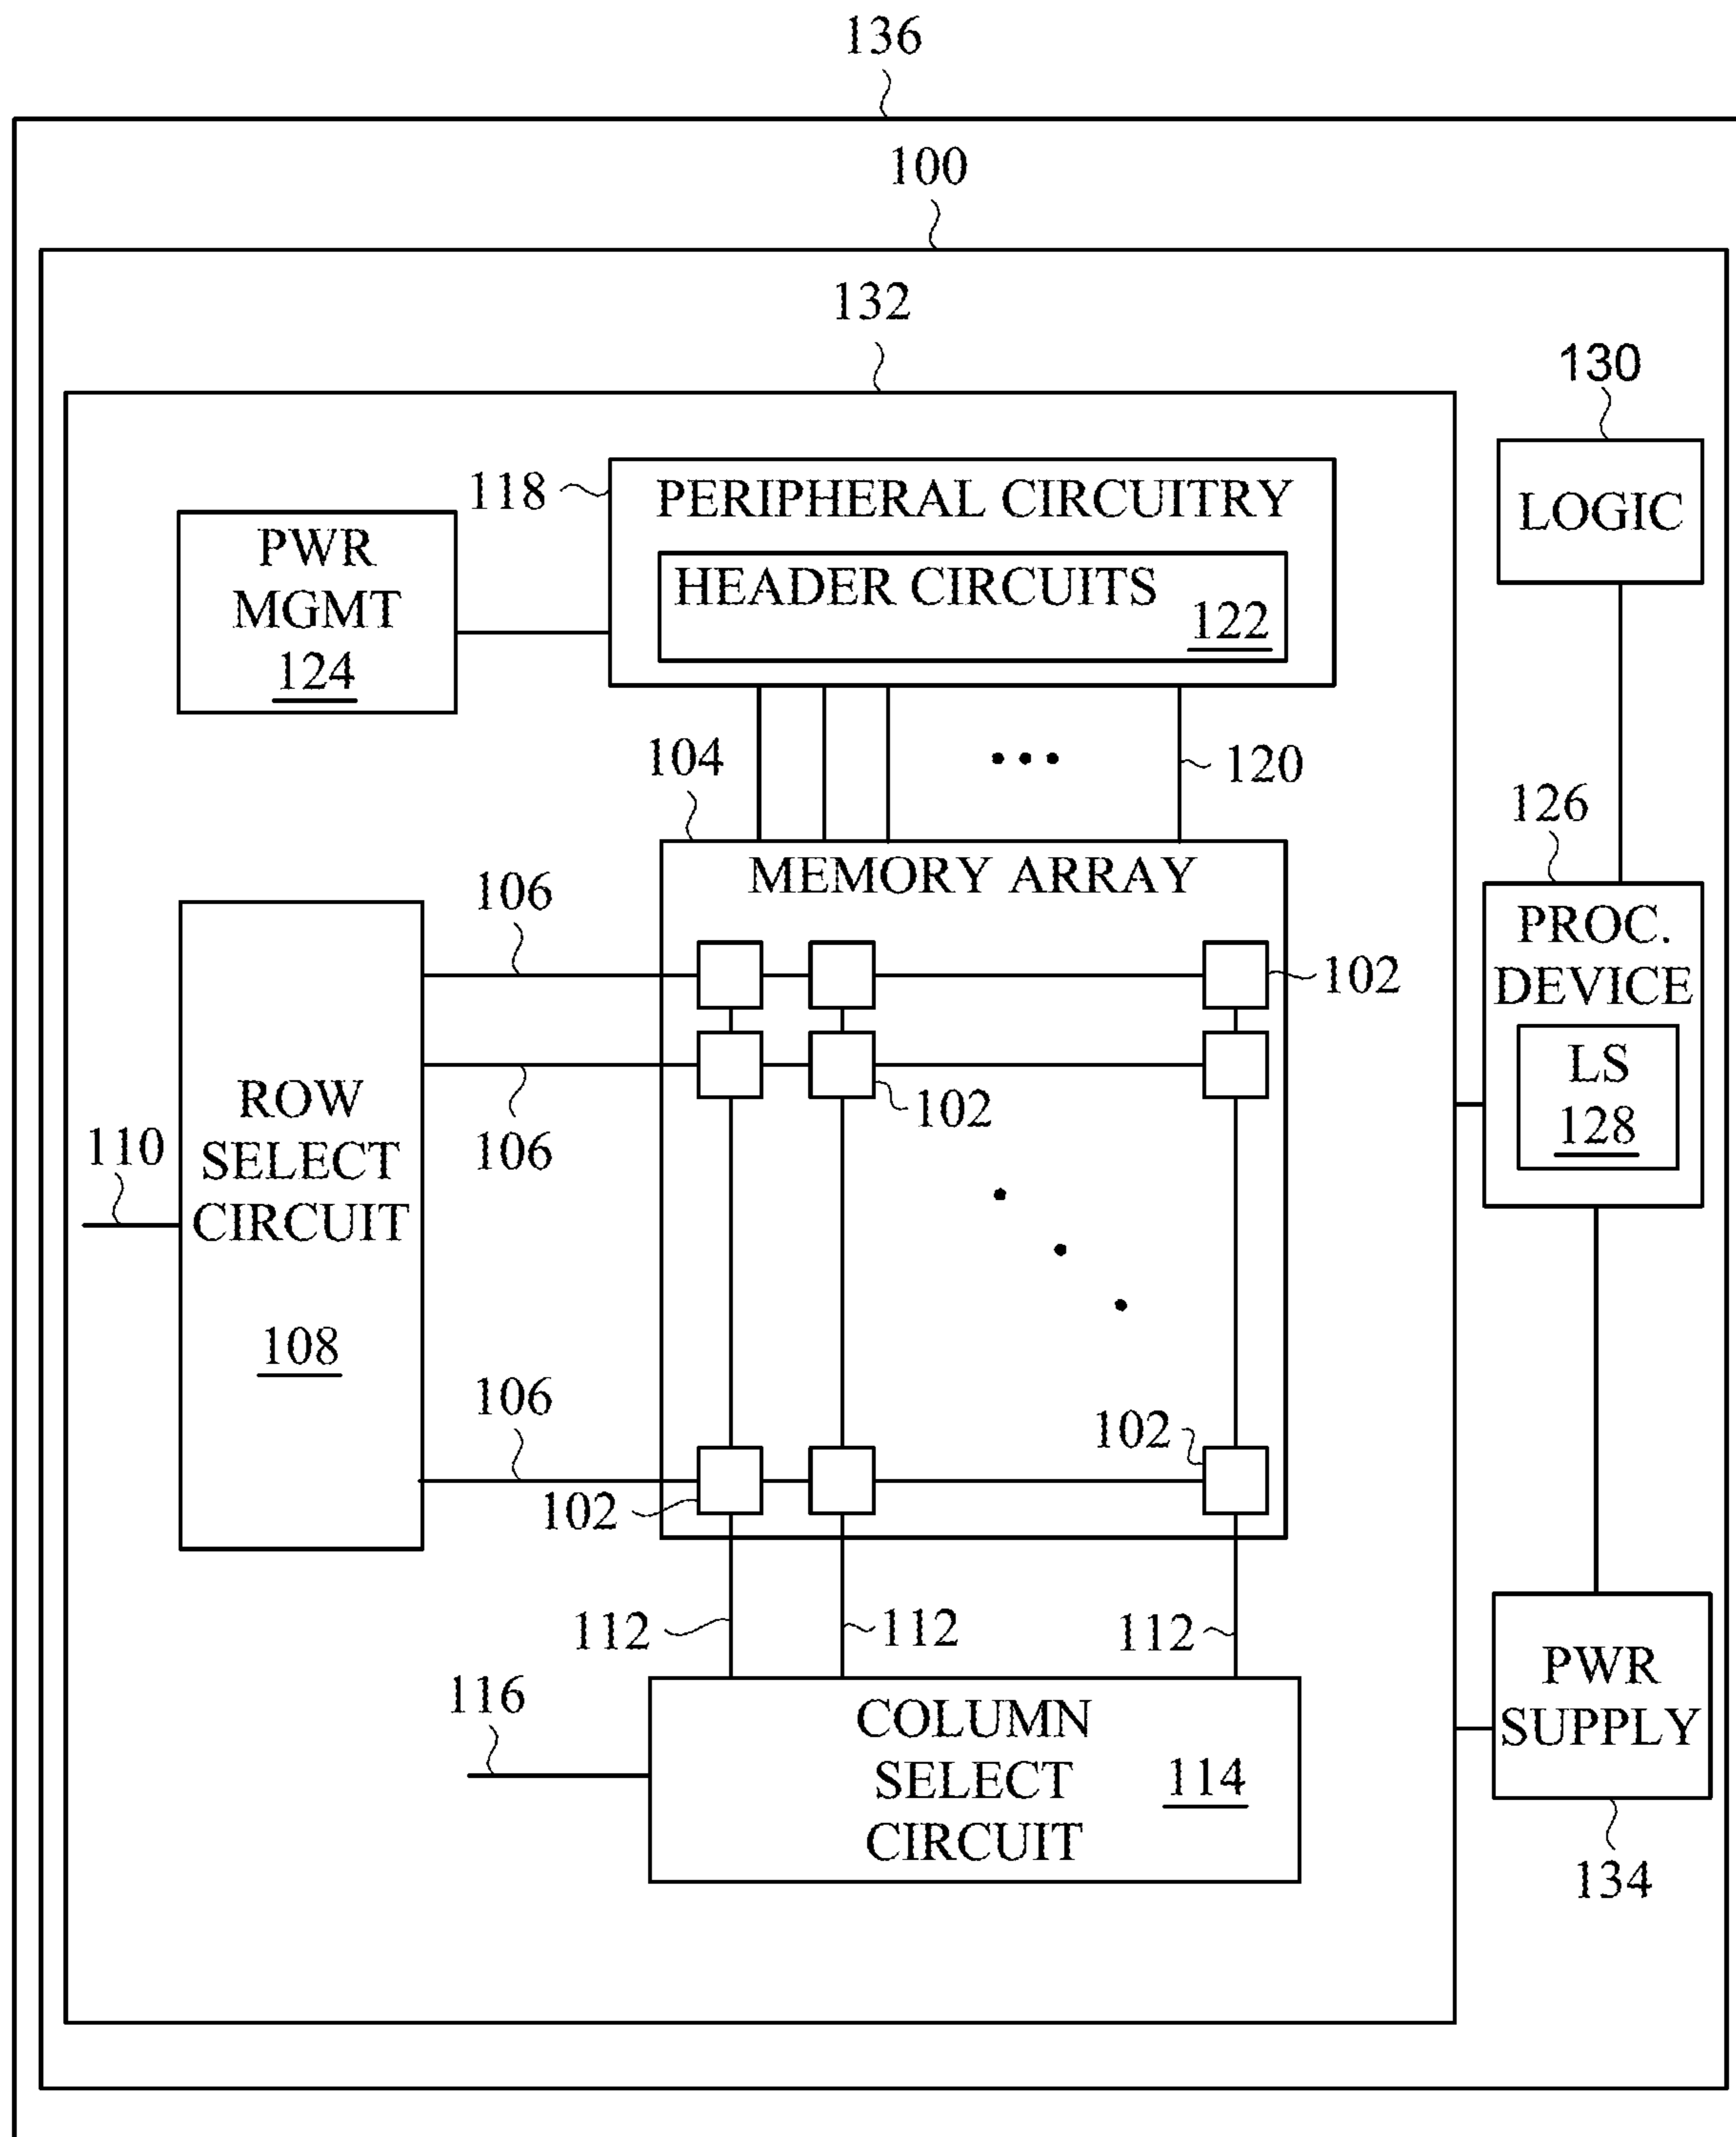 136
100
132
130
LOGIC
118
PERIPHERAL CIRCUITRY
HEADER CIRCUITS
122
PWR
MGMT
124
104
120
126
PROC.
DEVICE
LS
128
MEMORY ARRAY
106
102
106
102
110
ROW
SELECT
CIRCUIT
108
106
102
102
112
112
112
116
COLUMN
SELECT
CIRCUIT
114
PWR
SUPPLY
134